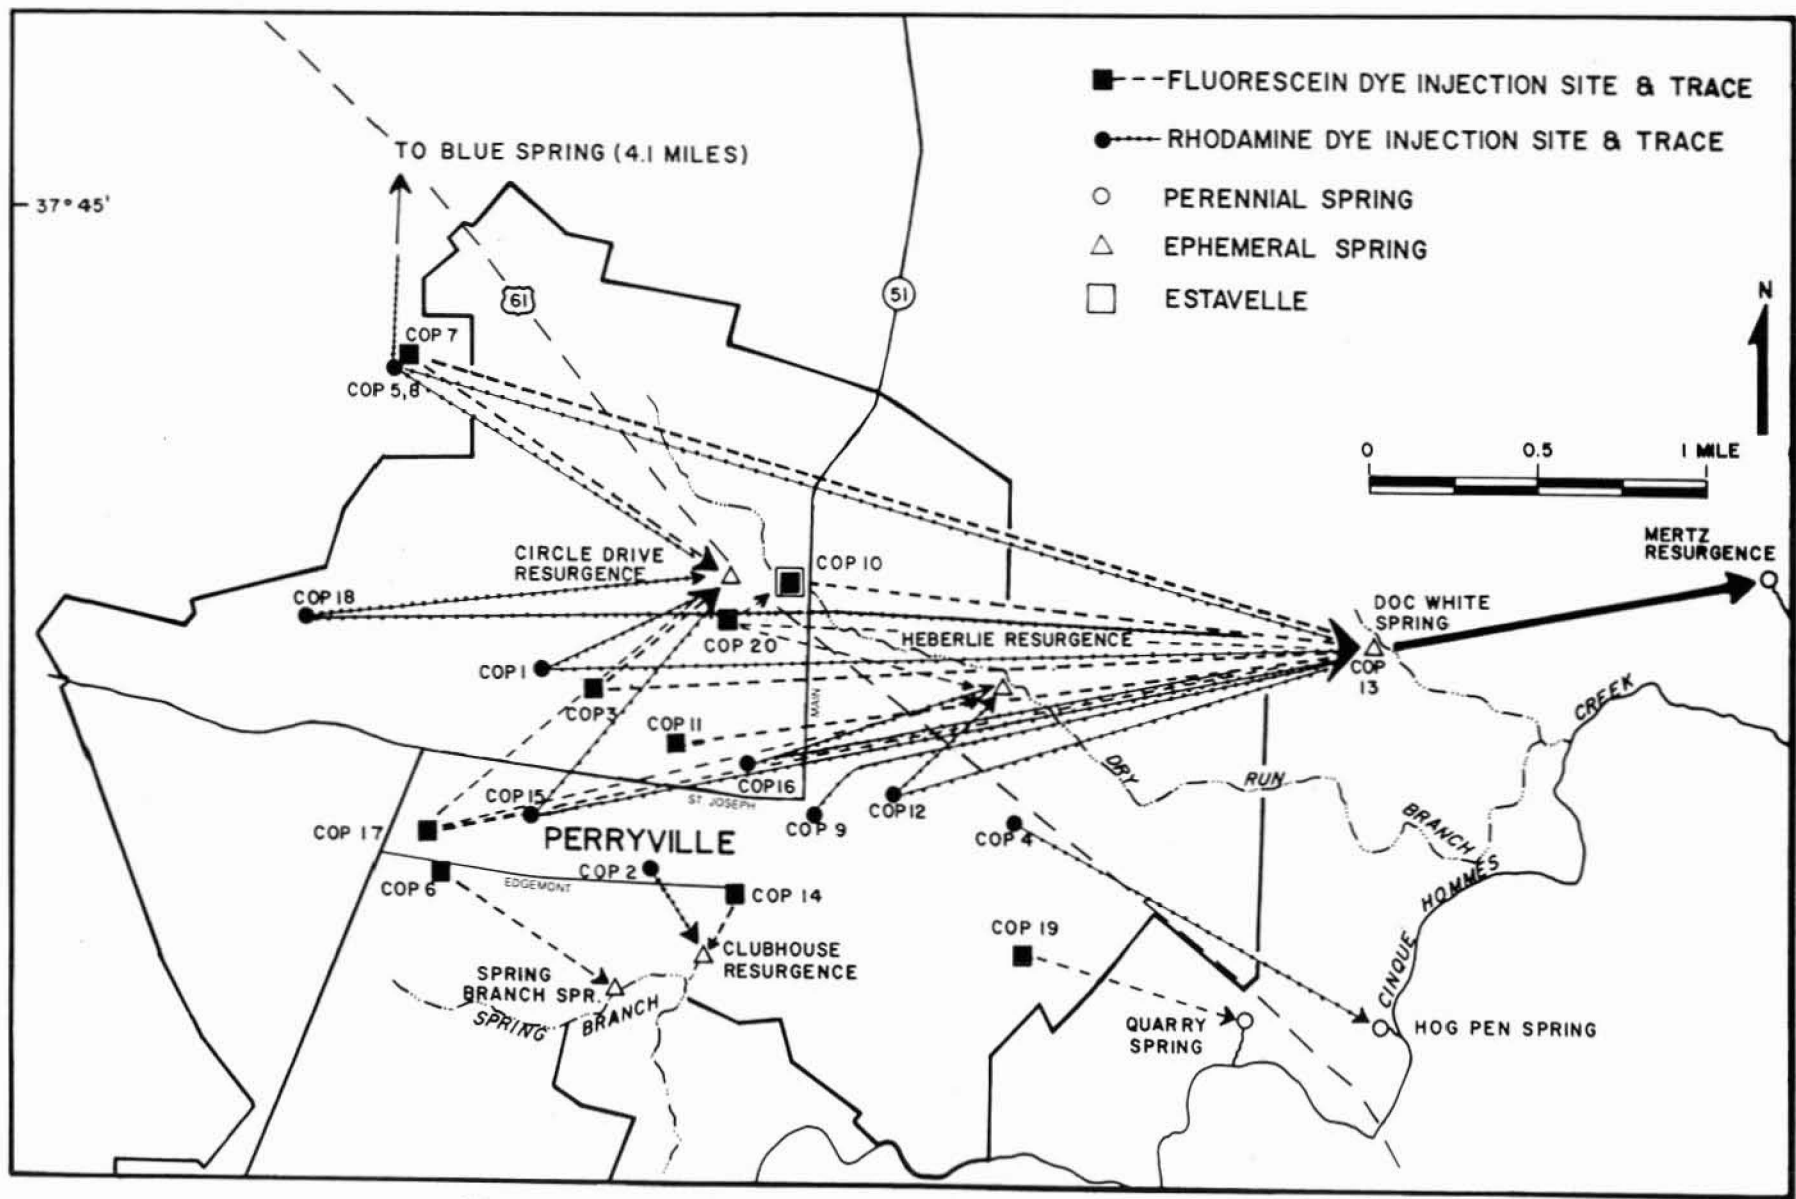 FLUORESCEIN DYE INJECTION SITE & TRACE
RHODAMINE DYE INJECTION SITE & TRACE
PERENNIAL SPRING
EPHEMERAL SPRING
ESTAVELLE
TO BLUE SPRING (4.1 MILES)
37°45'
61
51
N
0 0.5 1 MILE
COP 7
COP 5,8
CIRCLE DRIVE
RESURGENCE
COP 10
COP 18
COP 20
HEBERLIE RESURGENCE
DOC WHITE
SPRING
COP
13
MERTZ
RESURGENCE
COP 1
COP 3
MAIN
COP 11
COP 16
ST. JOSEPH
COP 15
COP 17
PERRYVILLE
COP 9
COP 12
COP 4
DRY RUN BRANCH
CINQUE HOMMES CREEK
COP 6
EDGEMONT
COP 2
COP 14
CLUBHOUSE
RESURGENCE
SPRING
BRANCH SPR.
SPRING BRANCH
COP 19
QUARRY
SPRING
HOG PEN SPRING